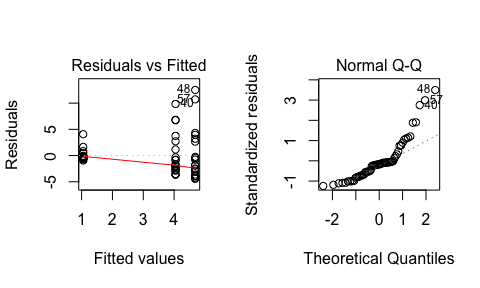 Residuals vs Fitted
Residuals
-5 0 5
48
57
40
1 2 3 4
Fitted values
Normal Q-Q
Standardized residuals
-1 1 3
48
57
40
-2 0 1 2
Theoretical Quantiles